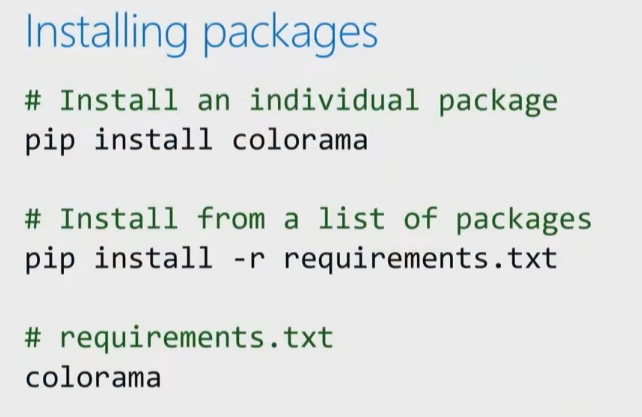 Installing packages
# Install an individual package
pip install colorama
# Install from a list of packages
pip install -r requirements.txt
# requirements.txt
colorama